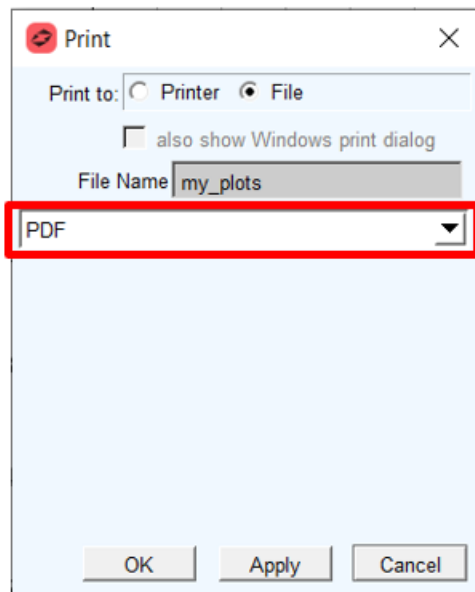 Print
Print to: Printer File
also show Windows print dialog
File Name my_plots
PDF
OK Apply Cancel